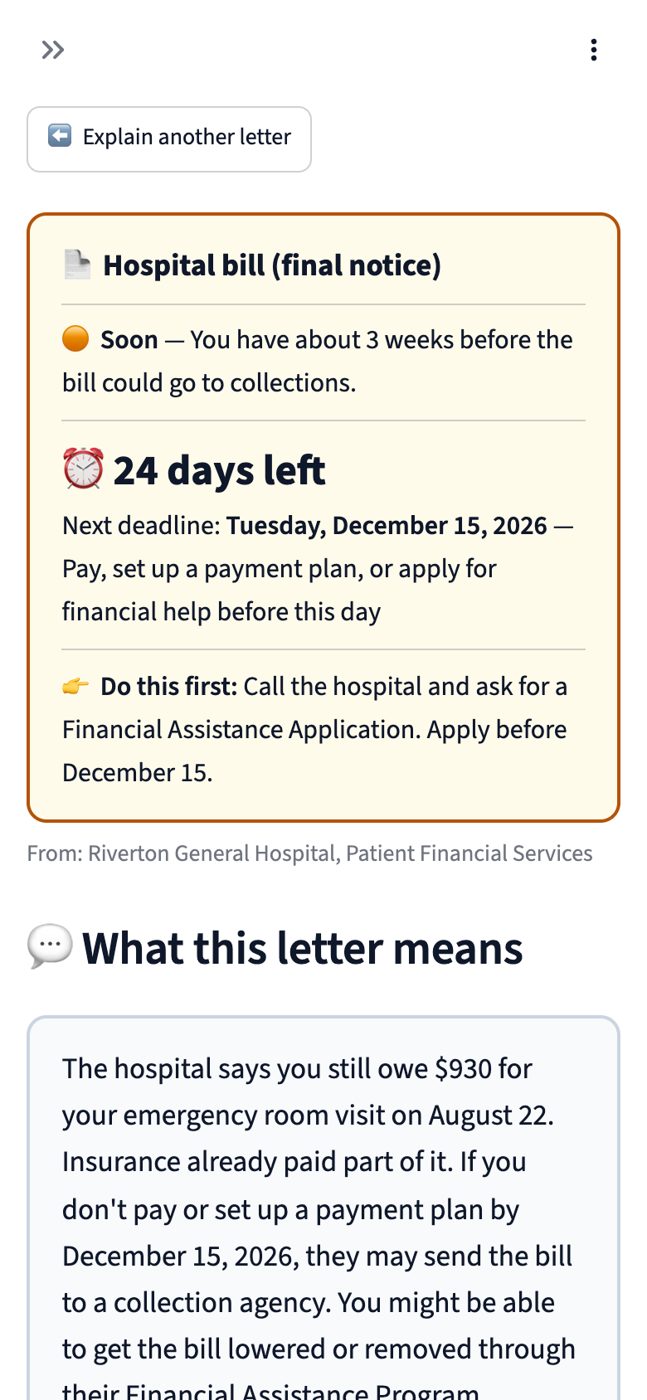 Explain another letter
Hospital bill (final notice)
Soon — You have about 3 weeks before the
bill could go to collections.
24 days left
Next deadline: Tuesday, December 15, 2026 —
Pay, set up a payment plan, or apply for
financial help before this day
Do this first: Call the hospital and ask for a
Financial Assistance Application. Apply before
December 15.
From: Riverton General Hospital, Patient Financial Services
What this letter means
The hospital says you still owe $930 for
your emergency room visit on August 22.
Insurance already paid part of it. If you
don't pay or set up a payment plan by
December 15, 2026, they may send the bill
to a collection agency. You might be able
to get the bill lowered or removed through
their Financial Assistance Program